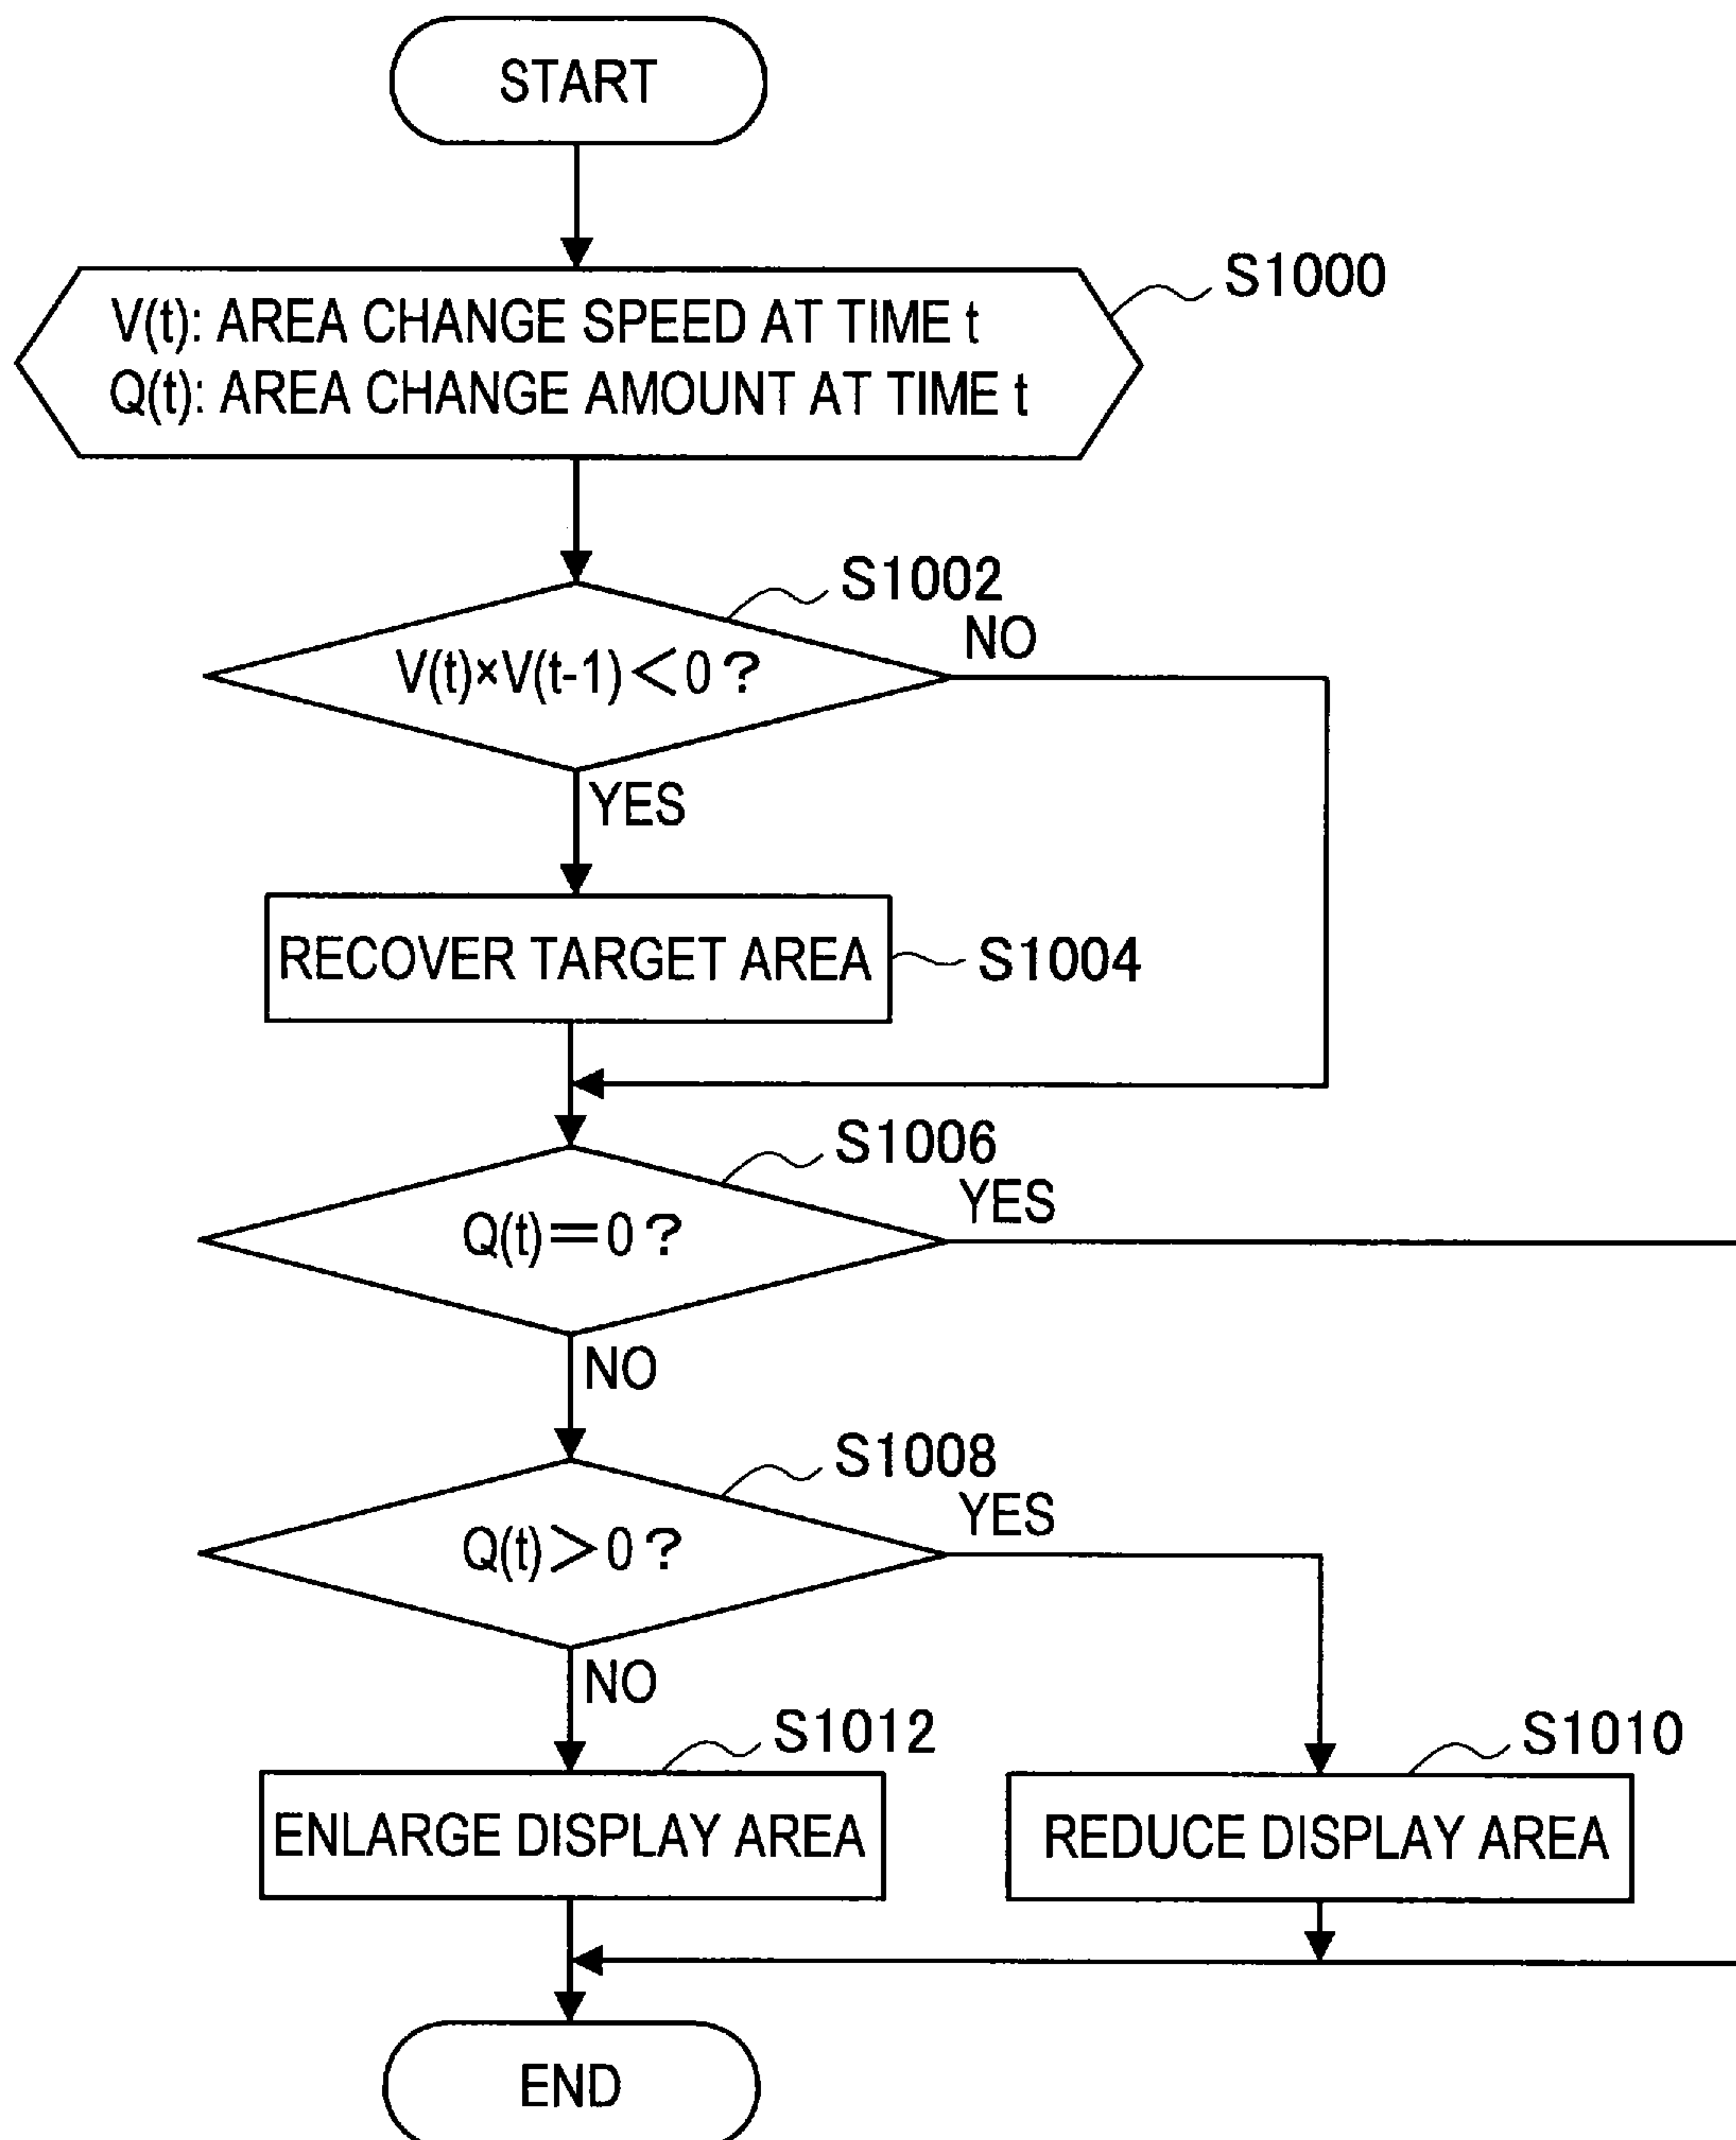 START
S1000
V(t): AREA CHANGE SPEED AT TIME t
Q(t): AREA CHANGE AMOUNT AT TIME t
S1002
NO
V(t)×V(t-1)<0?
YES
RECOVER TARGET AREA
S1004
S1006
YES
Q(t)=0?
NO
S1008
YES
Q(t)>0?
NO
S1012
S1010
ENLARGE DISPLAY AREA
REDUCE DISPLAY AREA
END